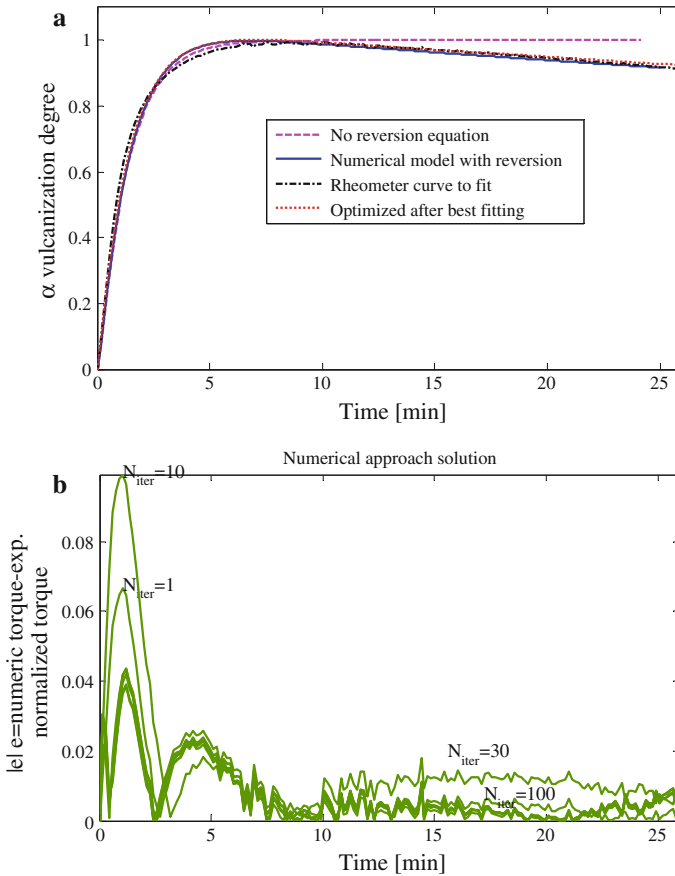 a
1
0.8
0.6
0.4
0.2
0
α vulcanization degree
No reversion equation
Numerical model with reversion
Rheometer curve to fit
Optimized after best fitting
0 5 10 15 20 25
Time [min]
Numerical approach solution
b
N_iter=10
N_iter=1
N_iter=30
N_iter=100
0.08
0.06
0.04
0.02
0
|e| e=numeric torque-exp.
normalized torque
0 5 10 15 20 25
Time [min]